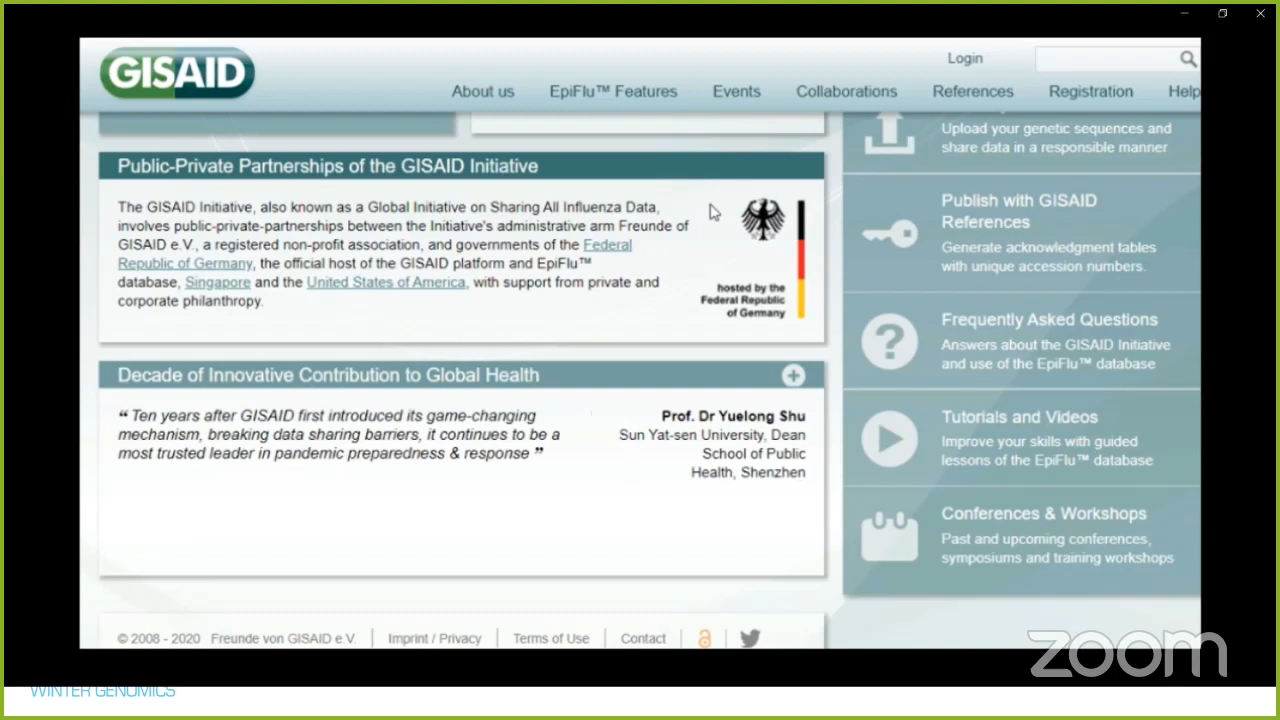 GISAID
Login
About us
EpiFlu™ Features
Events
Collaborations
References
Registration
Help
Public-Private Partnerships of the GISAID Initiative
The GISAID Initiative, also known as a Global Initiative on Sharing All Influenza Data,
involves public-private-partnerships between the Initiative's administrative arm Freunde of
GISAID e.V., a registered non-profit association, and governments of the Federal
Republic of Germany, the official host of the GISAID platform and EpiFlu™
database, Singapore and the United States of America, with support from private and
corporate philanthropy.
hosted by the
Federal Republic
of Germany
Decade of Innovative Contribution to Global Health
❝ Ten years after GISAID first introduced its game-changing
mechanism, breaking data sharing barriers, it continues to be a
most trusted leader in pandemic preparedness & response ❞
Prof. Dr Yuelong Shu
Sun Yat-sen University, Dean
School of Public
Health, Shenzhen
Upload your genetic sequences and
share data in a responsible manner
Publish with GISAID
References
Generate acknowledgment tables
with unique accession numbers.
Frequently Asked Questions
Answers about the GISAID Initiative
and use of the EpiFlu™ database
Tutorials and Videos
Improve your skills with guided
lessons of the EpiFlu™ database
Conferences & Workshops
Past and upcoming conferences,
symposiums and training workshops
© 2008 - 2020 Freunde von GISAID e.V.
Imprint / Privacy
Terms of Use
Contact
zoom
WINTER GENOMICS